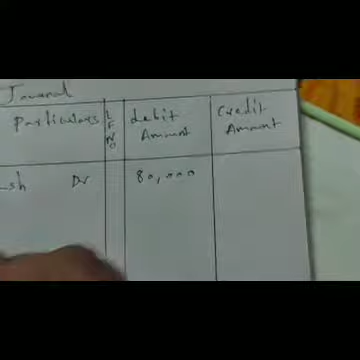 Journal
Particulars L F No debit Amount Credit Amount
Dr 80,000